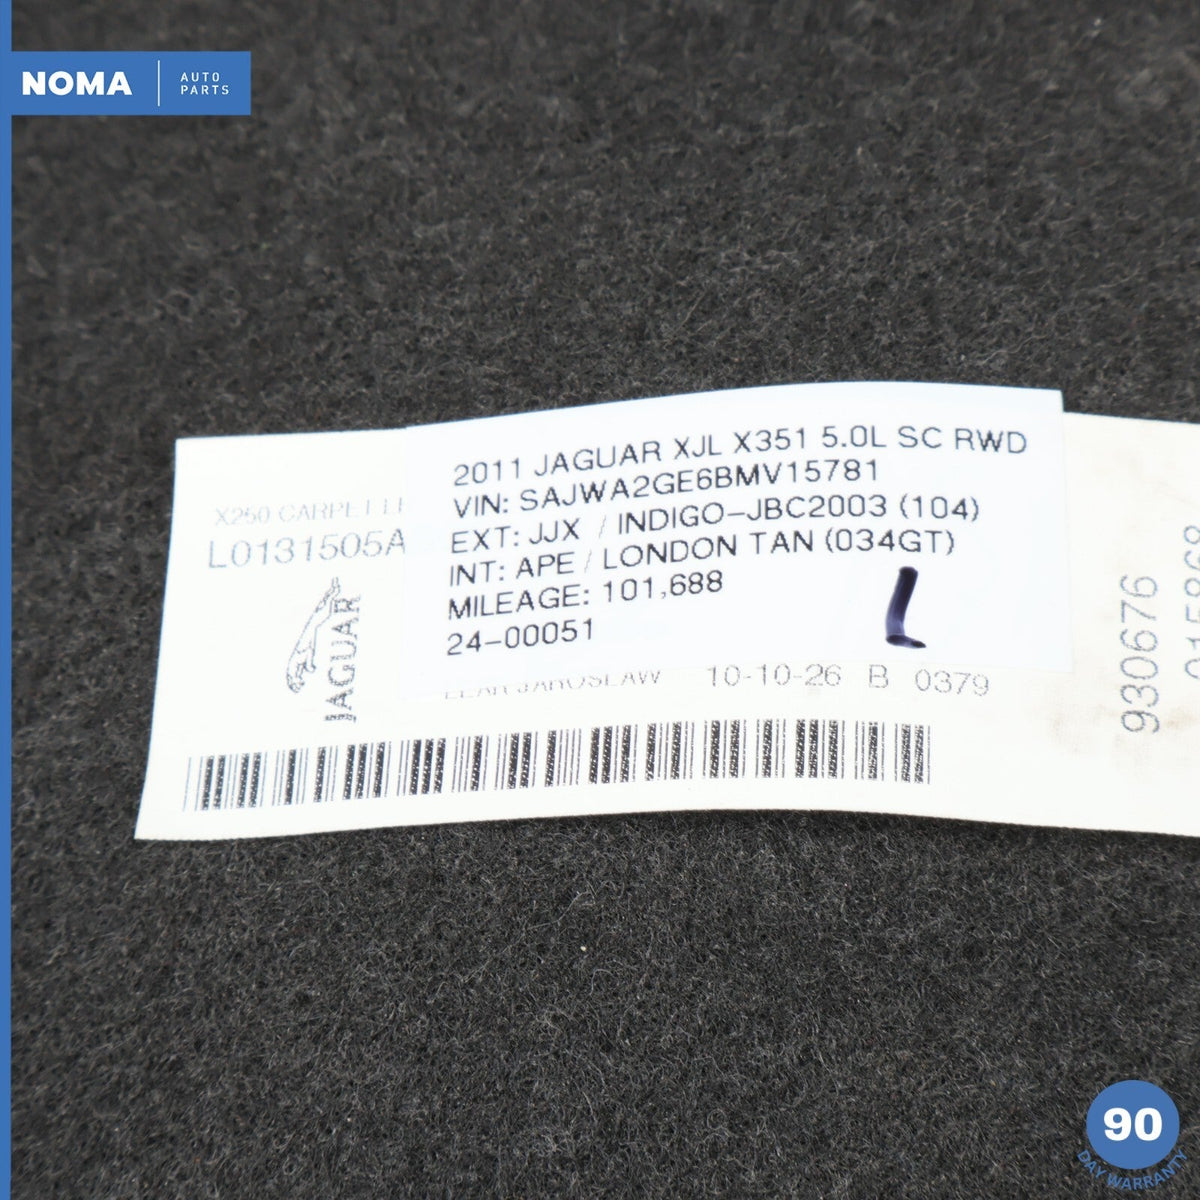 NOMA
AUTO
PARTS
2011 JAGUAR XJL X351 5.0L SC RWD
VIN: SAJWA2GE6BMV15781
EXT: JJX / INDIGO-JBC2003 (104)
INT: APE / LONDON TAN (034GT)
MILEAGE: 101,688
24-00051
L
X250 CARPET
L0131505A
JAGUAR
LEAR JAROSLAW 10-10-26 B 0379
930676
90
DAY WARRANTY